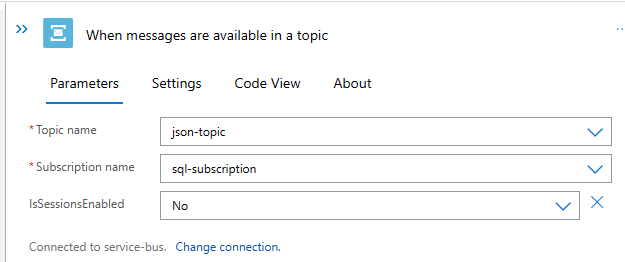 When messages are available in a topic
Parameters Settings Code View About
*Topic name json-topic
*Subscription name sql-subscription
IsSessionsEnabled No
Connected to service-bus. Change connection.